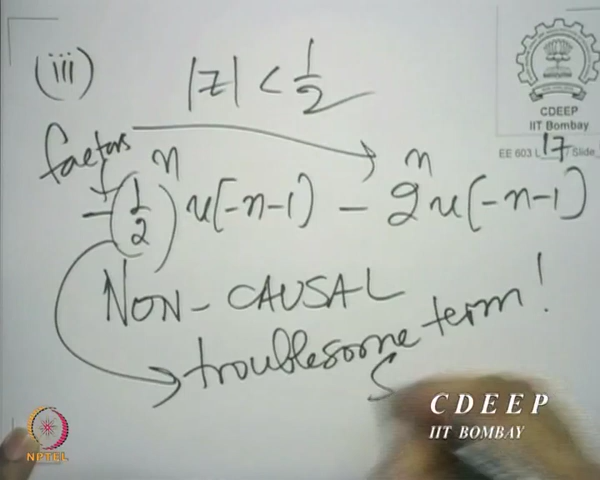 (iii) |z| < 1/2
CDEEP
IIT Bombay
EE 603 L 17 / Slide
factors
-(1/2)^n u[-n-1] - 2^n u[-n-1]
NON-CAUSAL
troublesome term!
S
CDEEP
IIT BOMBAY
NPTEL